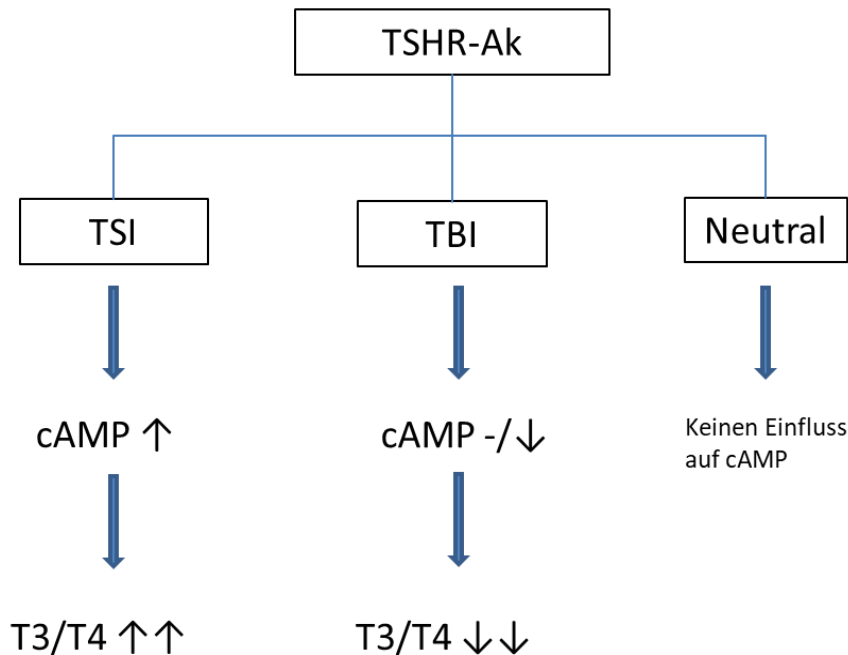 TSHR-Ak
TSI
TBI
Neutral
cAMP ↑
cAMP -/↓
Keinen Einfluss
auf cAMP
T3/T4 ↑↑
T3/T4 ↓↓